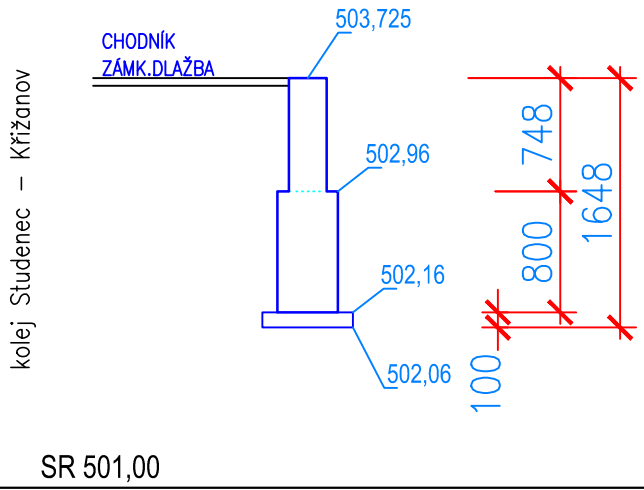 503,725
CHODNÍK
ZÁMK.DLAŽBA
kolej Studenec – Křižanov
748
502,96
1648
800
502,16
502,06
100
SR 501,00